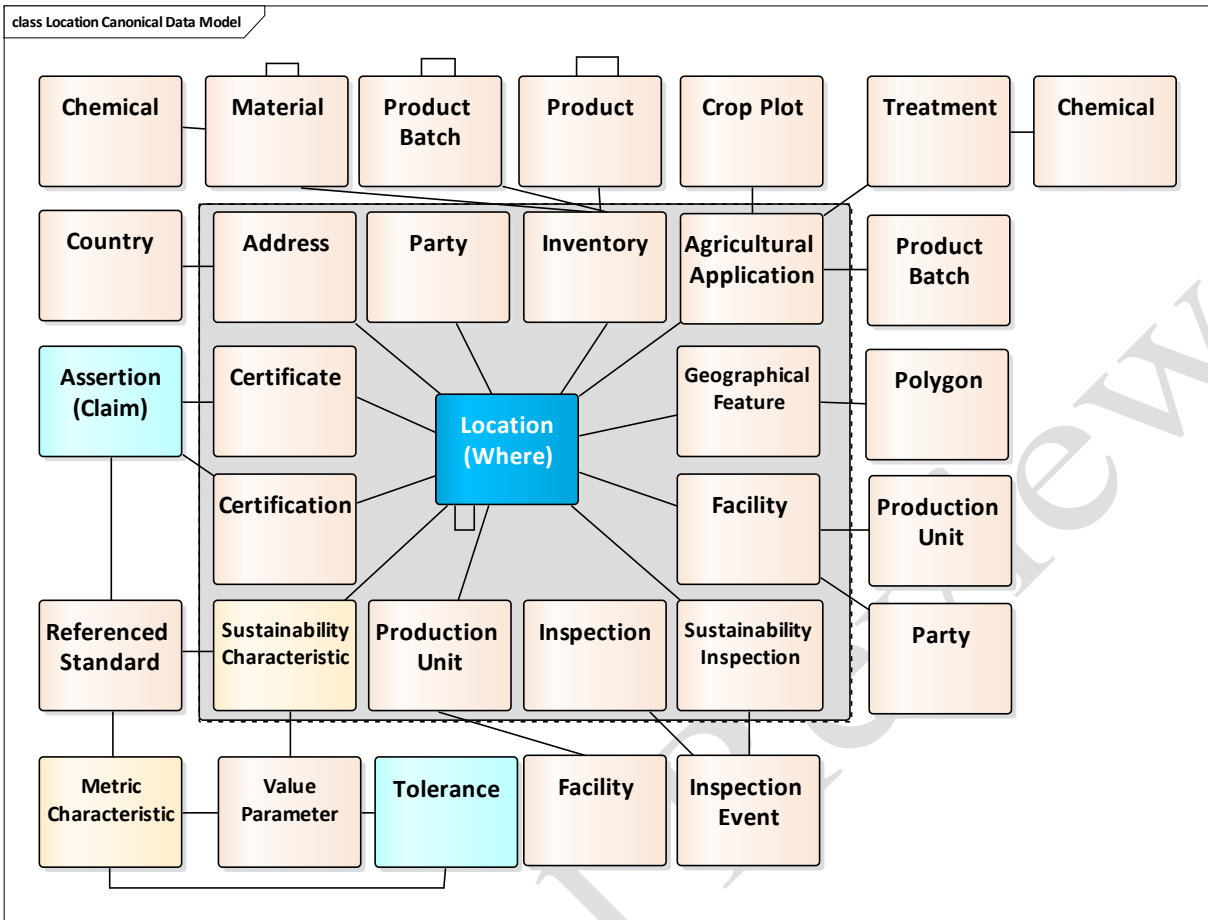 class Location Canonical Data Model
Chemical
Material
Product
Batch
Product
Crop Plot
Treatment
Chemical
Country
Address
Party
Inventory
Agricultural
Application
Product
Batch
Assertion
(Claim)
Certificate
Location
(Where)
Geographical
Feature
Polygon
Certification
Facility
Production
Unit
Referenced
Standard
Sustainability
Characteristic
Production
Unit
Inspection
Sustainability
Inspection
Party
Metric
Characteristic
Value
Parameter
Tolerance
Facility
Inspection
Event